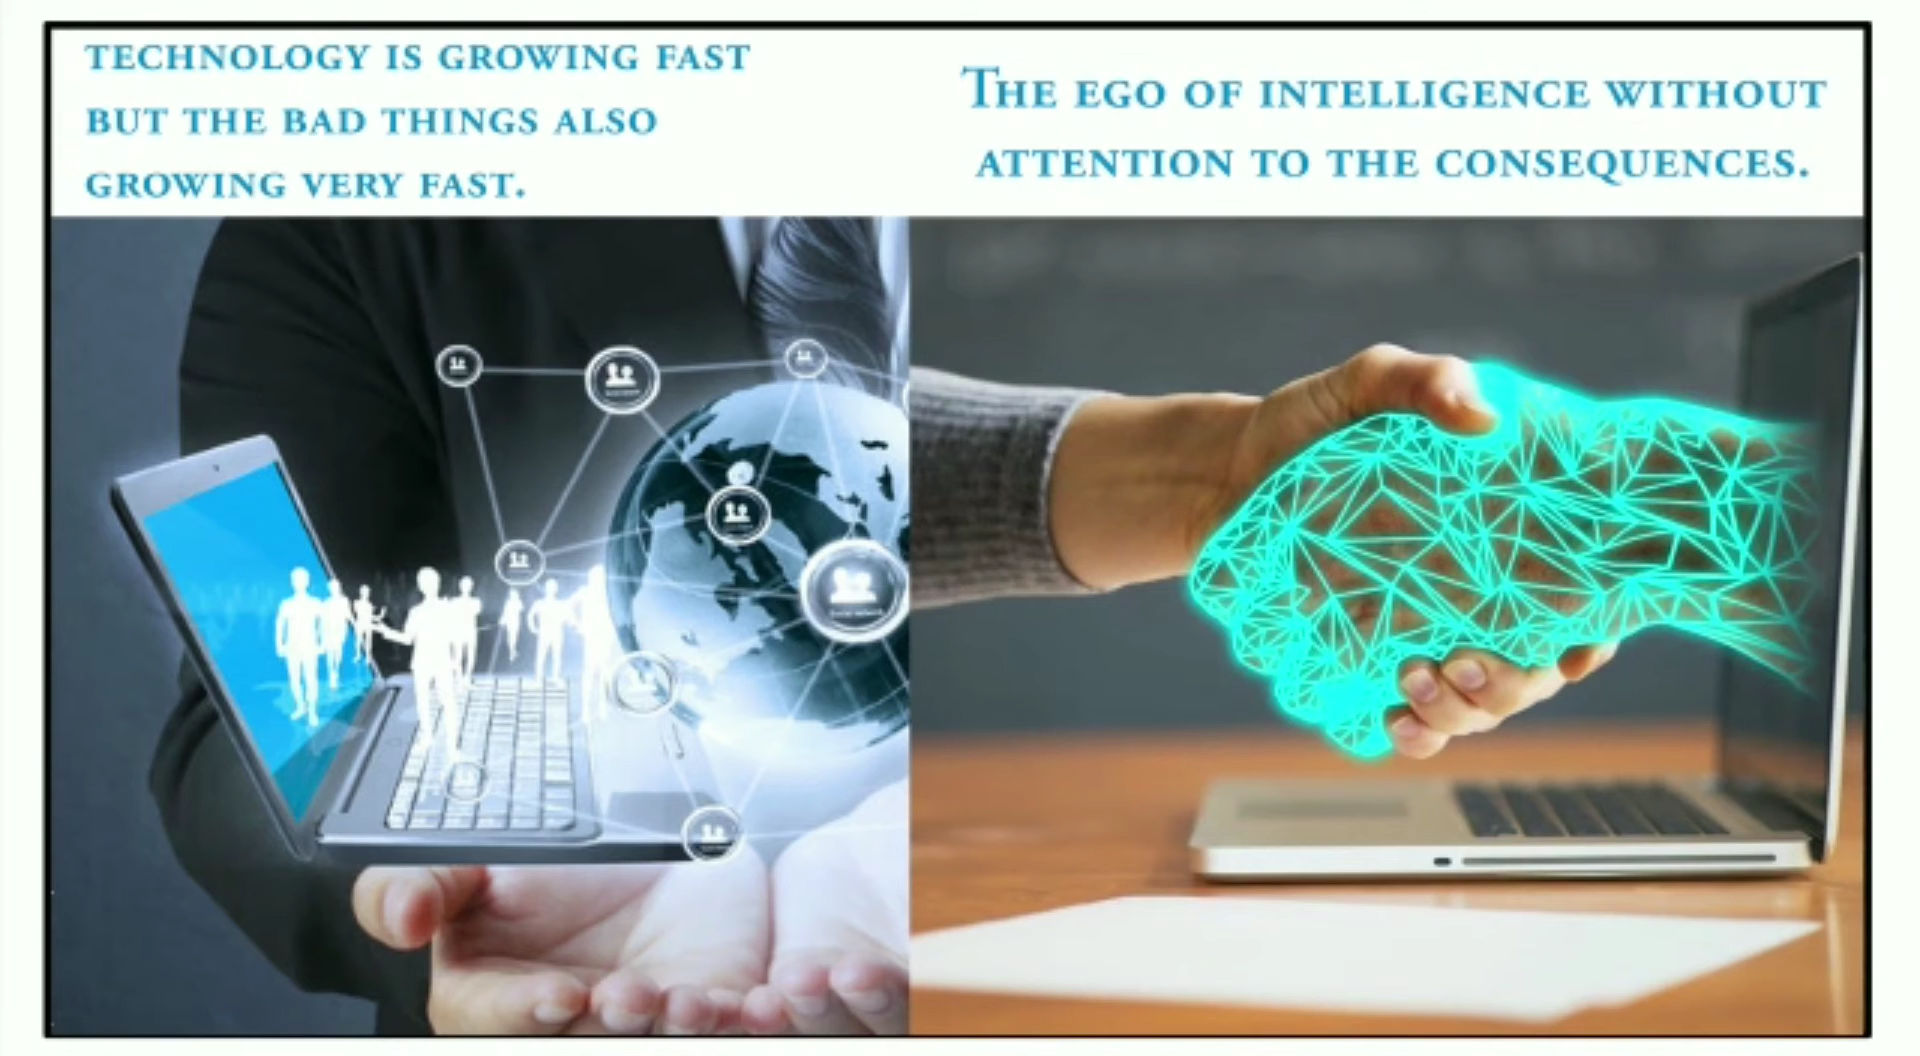 TECHNOLOGY IS GROWING FAST
BUT THE BAD THINGS ALSO
GROWING VERY FAST.
THE EGO OF INTELLIGENCE WITHOUT
ATTENTION TO THE CONSEQUENCES.